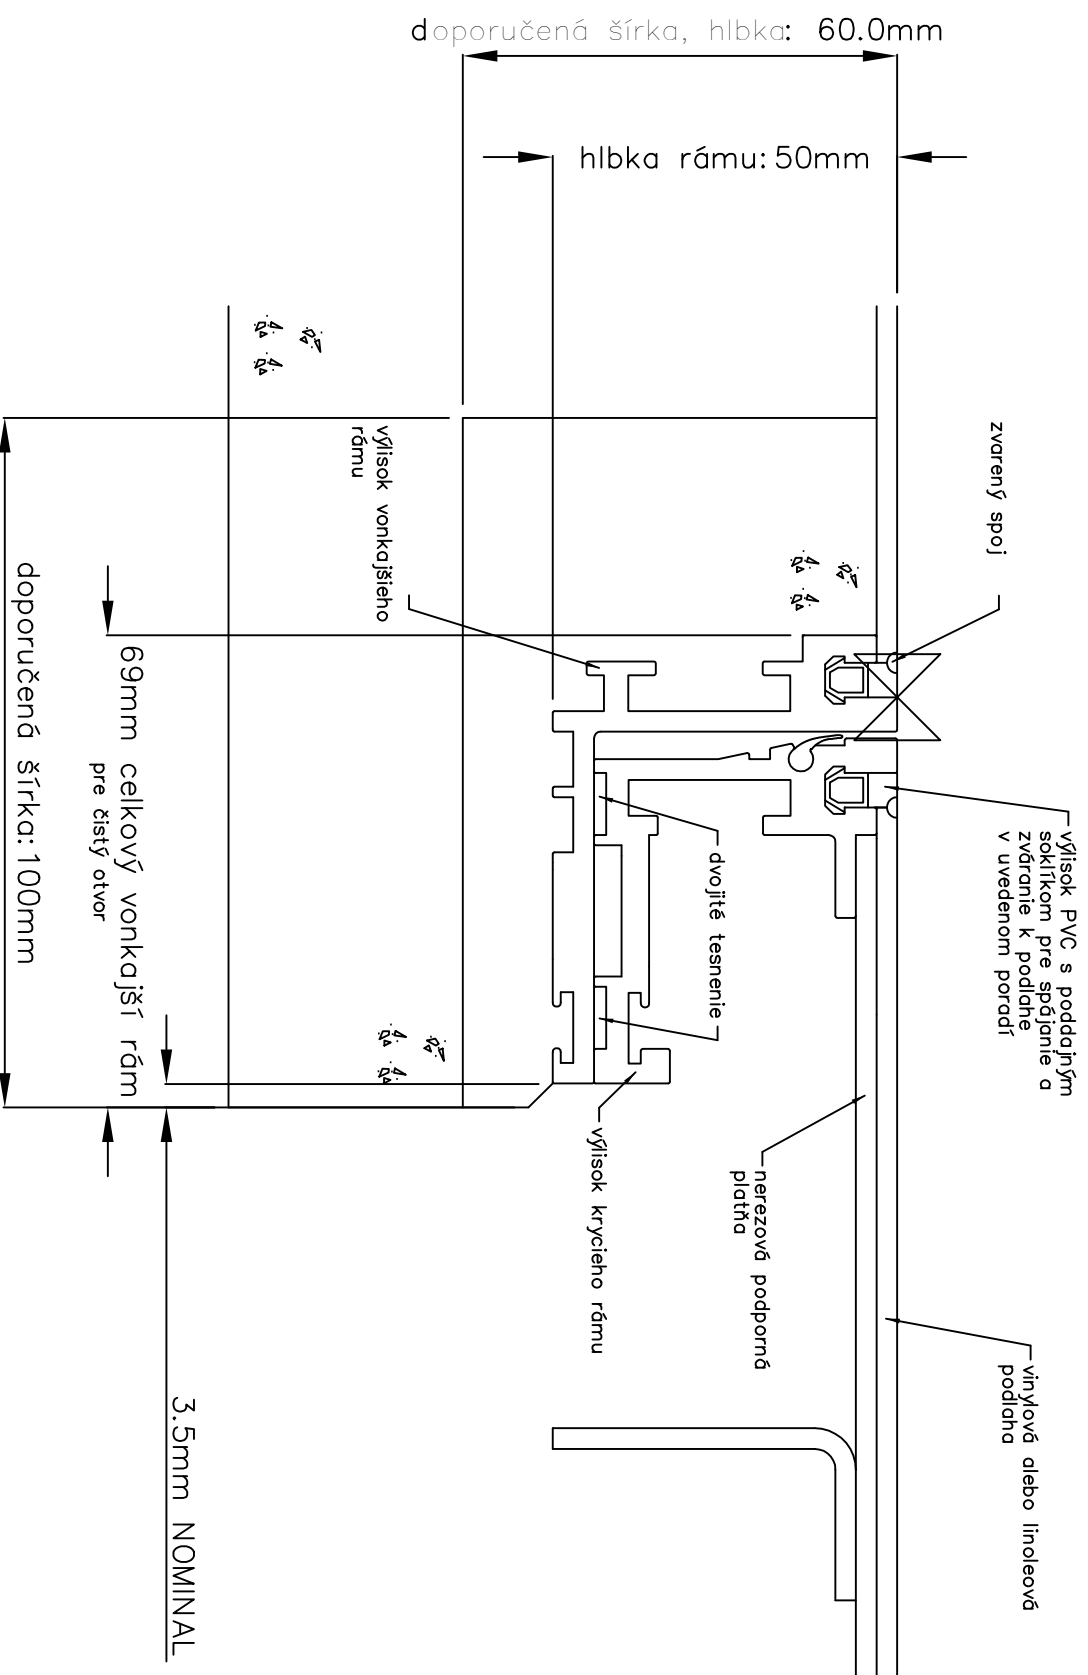 doporučená šírka, hlbka: 60.0mm
hlbka rámu: 50mm
zvarený spoj
výlisok PVC s poddajným
soklíkom pre spájanie a
zváranie k podlahe
v uvedenom poradí
vinylová alebo linoleová
podlaha
nerezová podporná
platňa
dvojité tesnenie
výlisok krycieho rámu
výlisok vonkajšieho
rámu
3.5mm NOMINAL
69mm celkový vonkajší rám
pre čistý otvor
doporučená šírka: 100mm